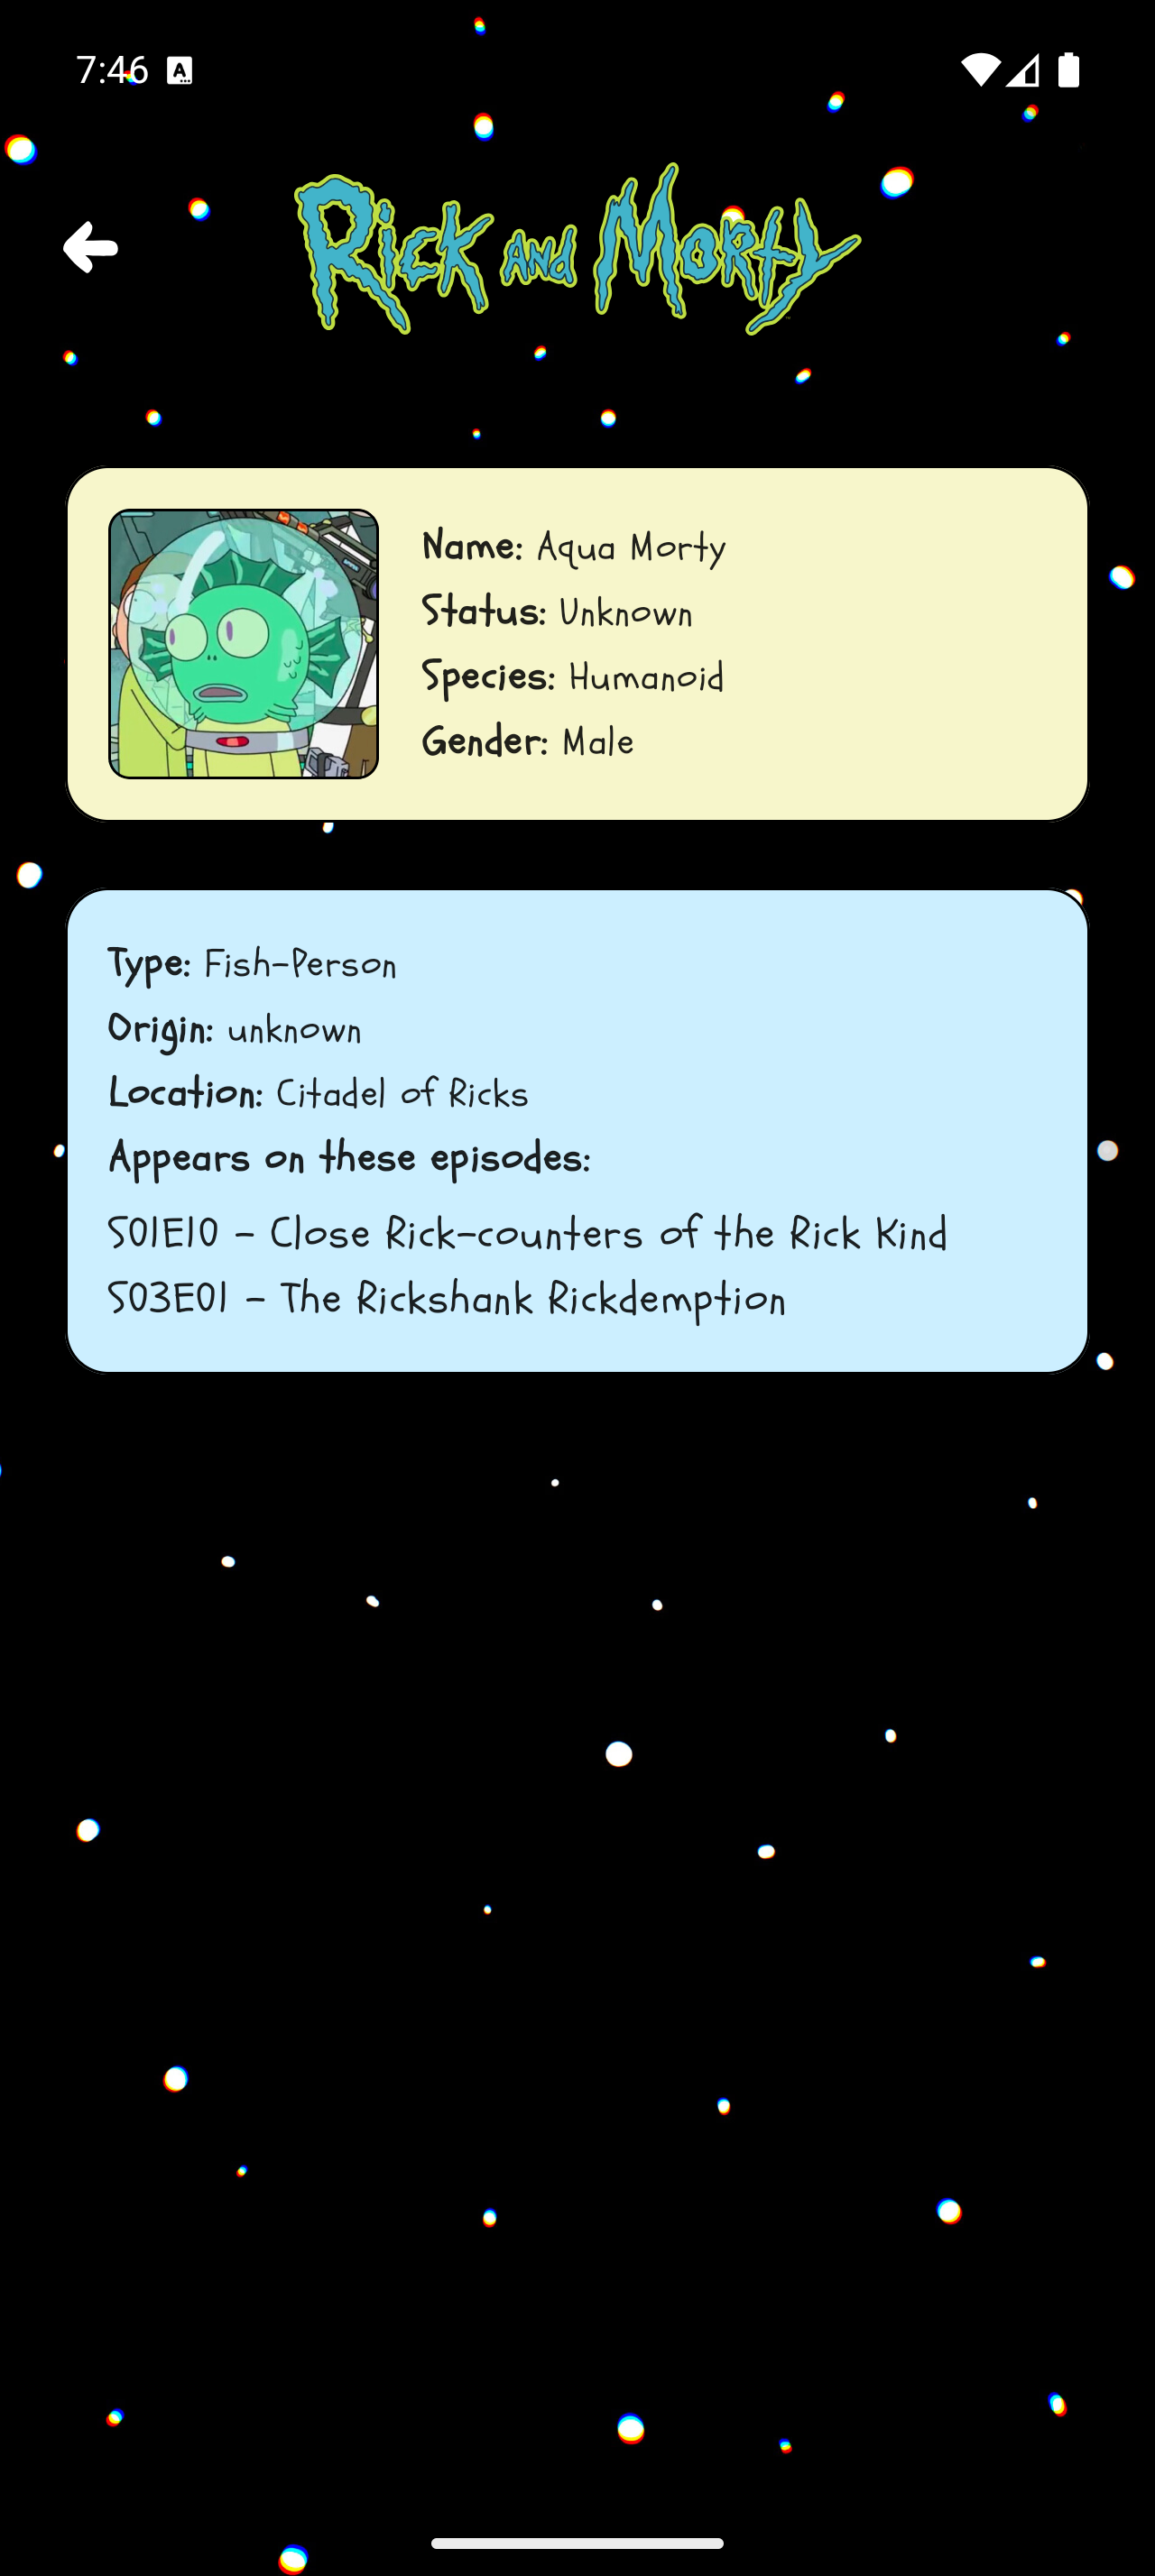 7:46
Rick and Morty
Name: Aqua Morty
Status: Unknown
Species: Humanoid
Gender: Male
Type: Fish-Person
Origin: unknown
Location: Citadel of Ricks
Appears on these episodes:
S01E10 - Close Rick-counters of the Rick Kind
S03E01 - The Rickshank Rickdemption